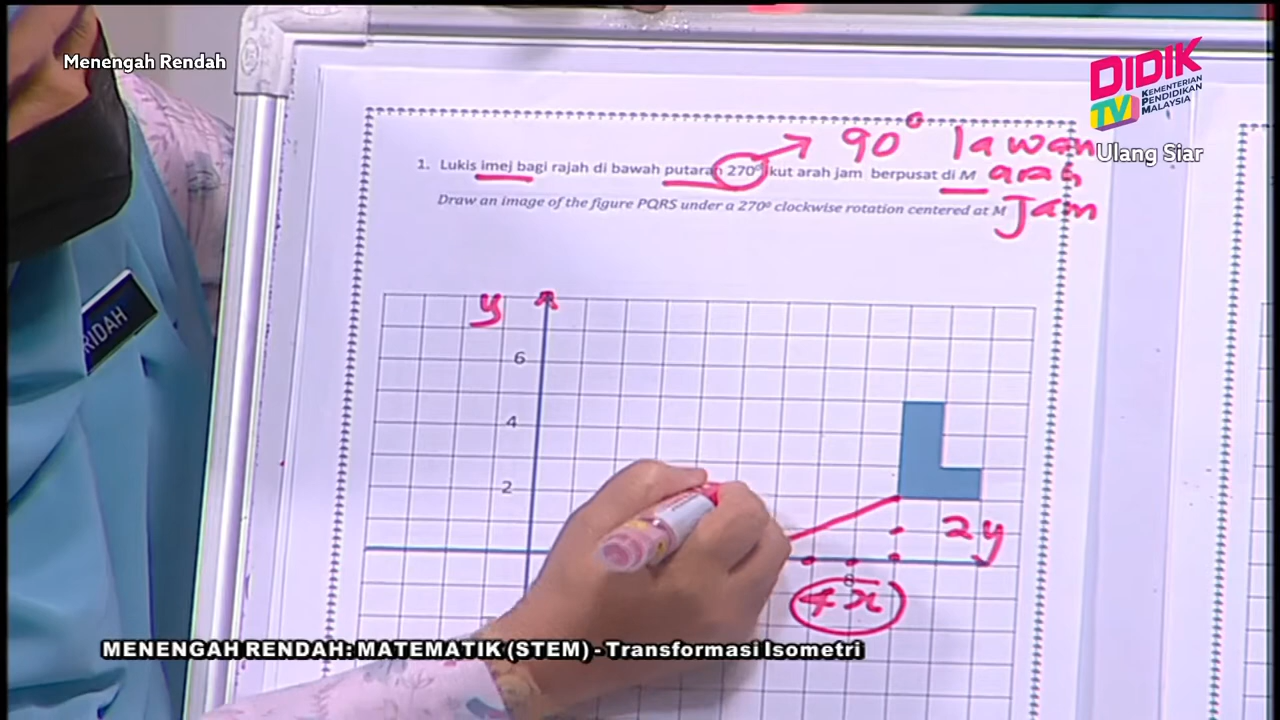 Menengah Rendah
DIDIK
TV
KEMENTERIAN
PENDIDIKAN
MALAYSIA
Ulang Siar
90° lawan
arah
Jam
1. Lukis imej bagi rajah di bawah putaran 270° ikut arah jam berpusat di M
Draw an image of the figure PQRS under a 270° clockwise rotation centered at M
RIDAH
y
6
4
2
2y
8
4x
MENENGAH RENDAH: MATEMATIK (STEM) - Transformasi Isometri